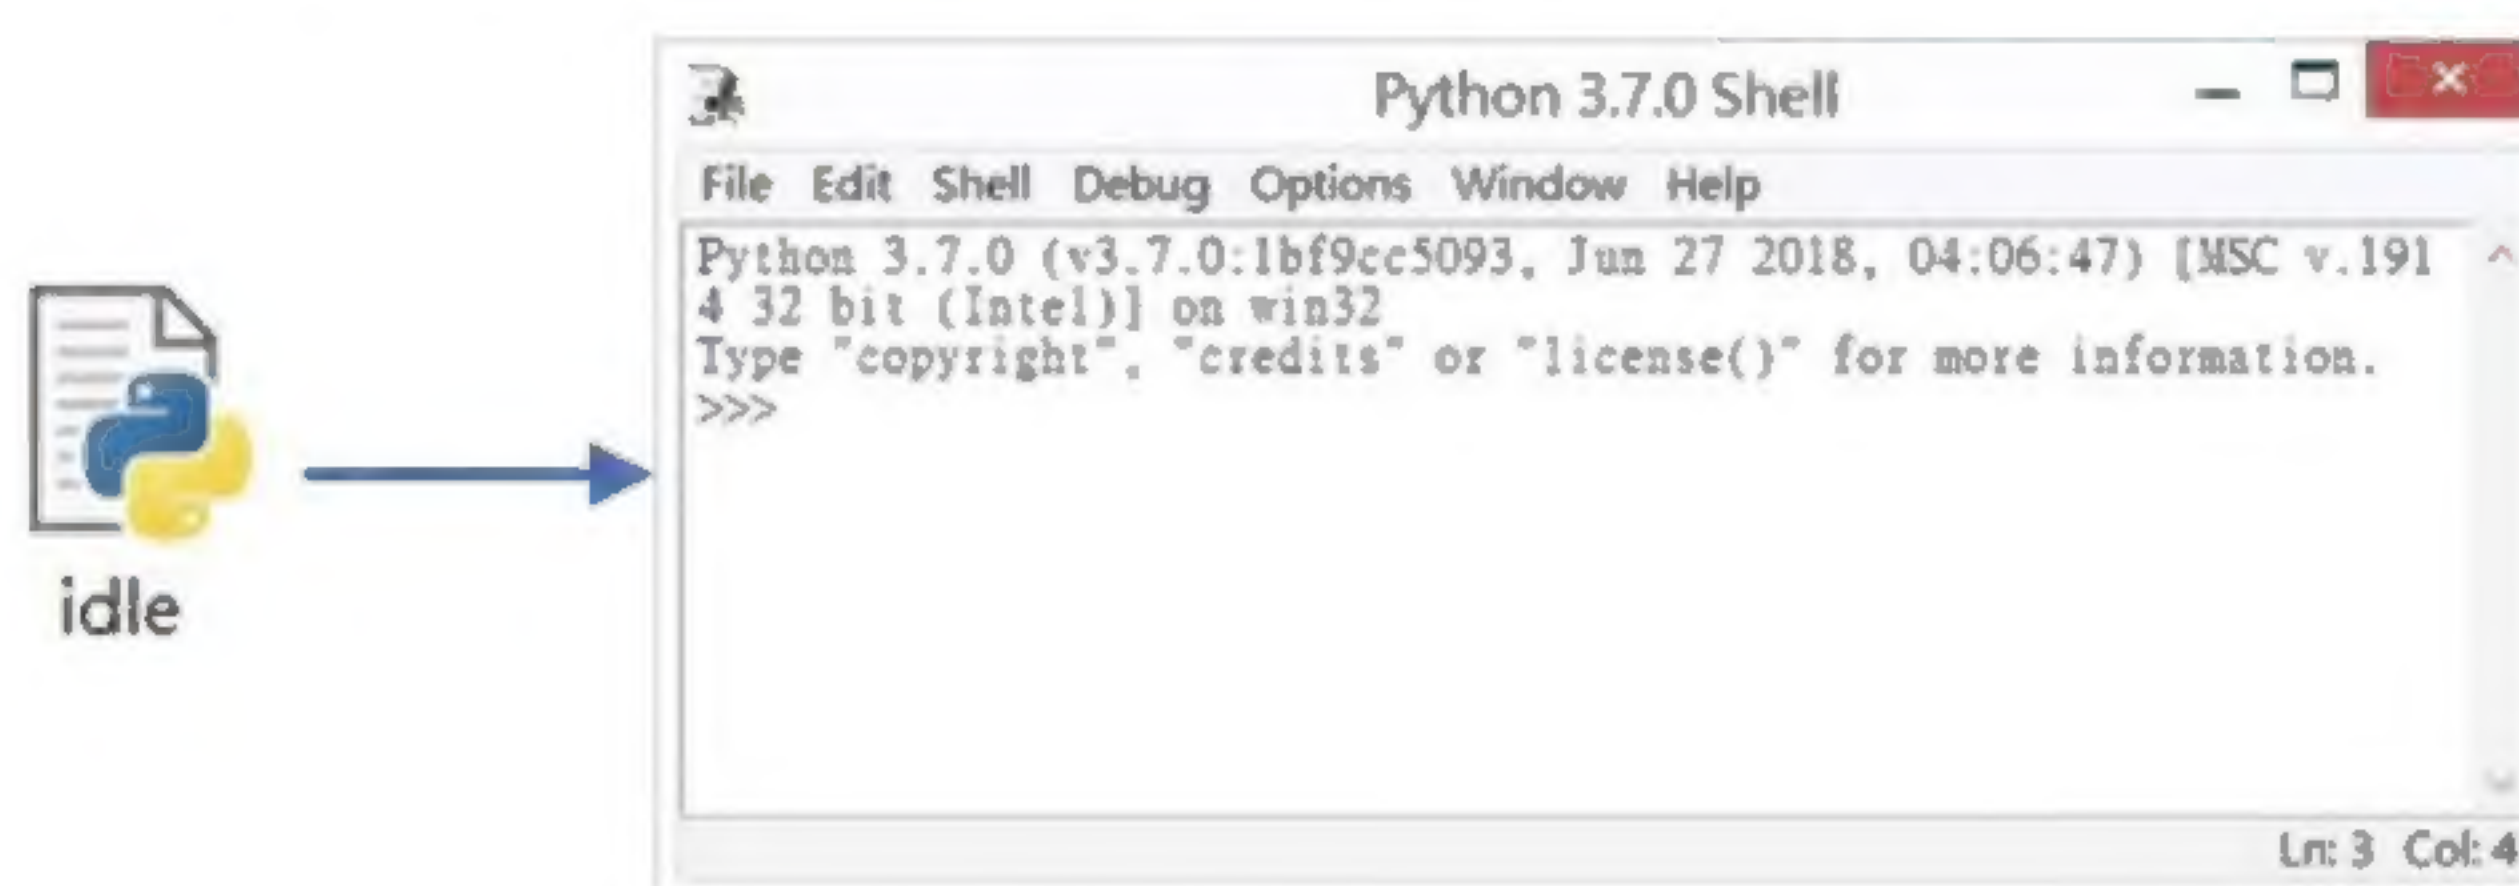 idle
Python 3.7.0 Shell
File Edit Shell Debug Options Window Help
Python 3.7.0 (v3.7.0:1bf9cc5093, Jun 27 2018, 04:06:47) [MSC v.191
4 32 bit (Intel)] on win32
Type "copyright", "credits" or "license()" for more information.
>>>
Ln: 3 Col: 4